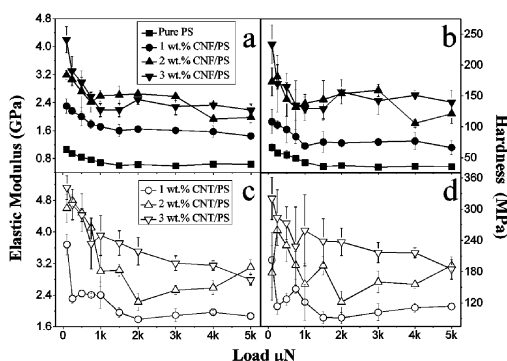 4.8
4.0
3.2
2.4
1.6
0.8
Pure PS
1 wt.% CNF/PS
2 wt.% CNF/PS
3 wt.% CNF/PS
a
b
250
200
150
100
50
4.8
4.0
3.2
2.4
1.6
1 wt.% CNT/PS
2 wt.% CNT/PS
3 wt.% CNT/PS
c
d
360
300
240
180
120
Elastic Modulus (GPa)
Hardness (MPa)
0 1k 2k 3k 4k 5k
0 1k 2k 3k 4k 5k
Load μN